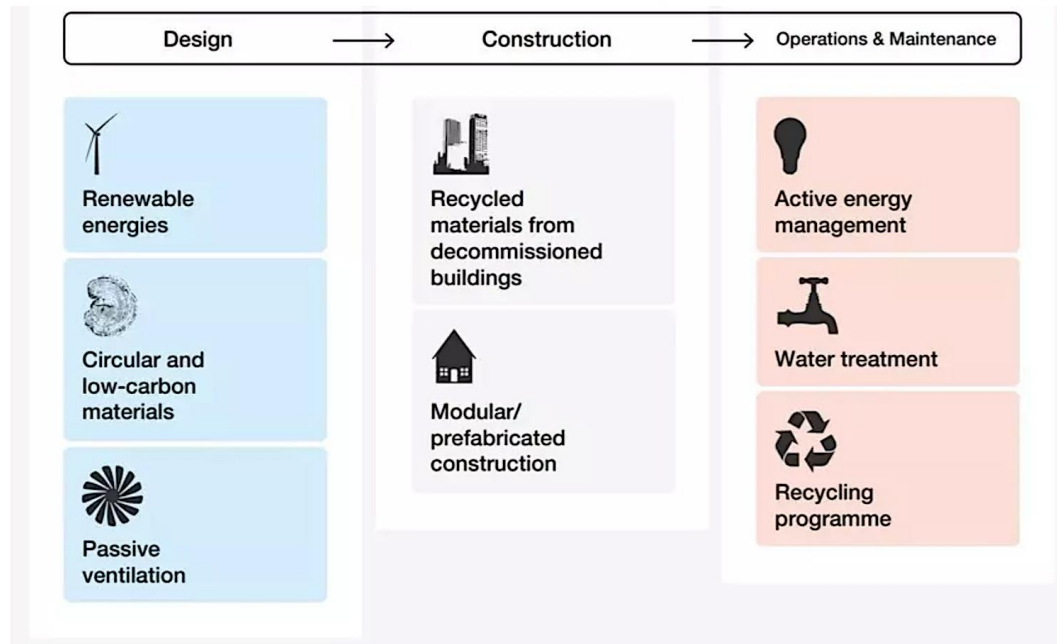 Design
Construction
Operations & Maintenance
Renewable
energies
Circular and
low-carbon
materials
Passive
ventilation
Recycled
materials from
decommissioned
buildings
Modular/
prefabricated
construction
Active energy
management
Water treatment
Recycling
programme